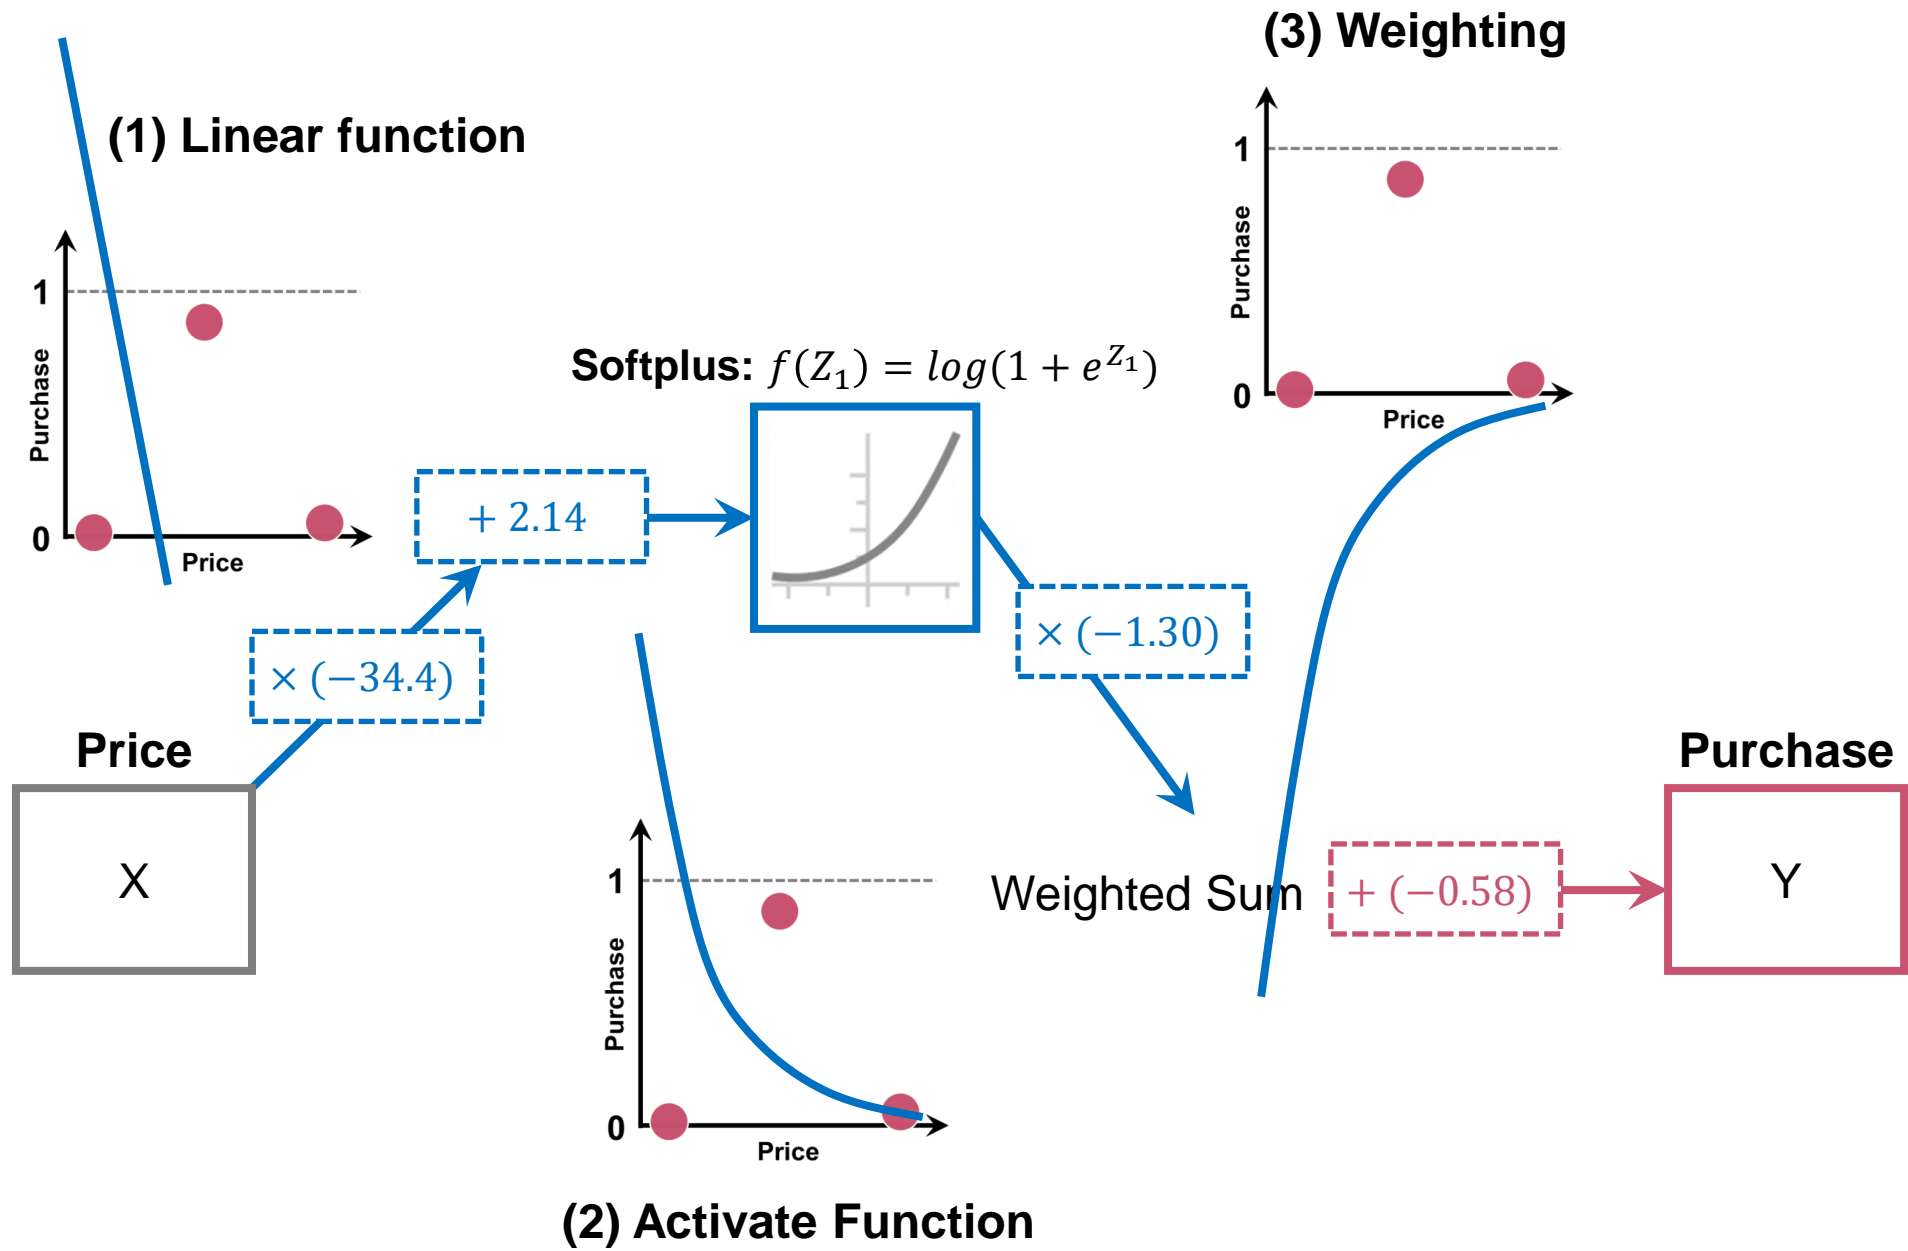 (3) Weighting
(1) Linear function
1
Purchase
0
Price
1
Purchase
0
Price
Softplus: f(Z₁) = log(1 + e^{Z₁})
+ 2.14
× (−34.4)
× (−1.30)
Price
X
Purchase
Y
Weighted Sum
+ (−0.58)
1
Purchase
0
Price
(2) Activate Function